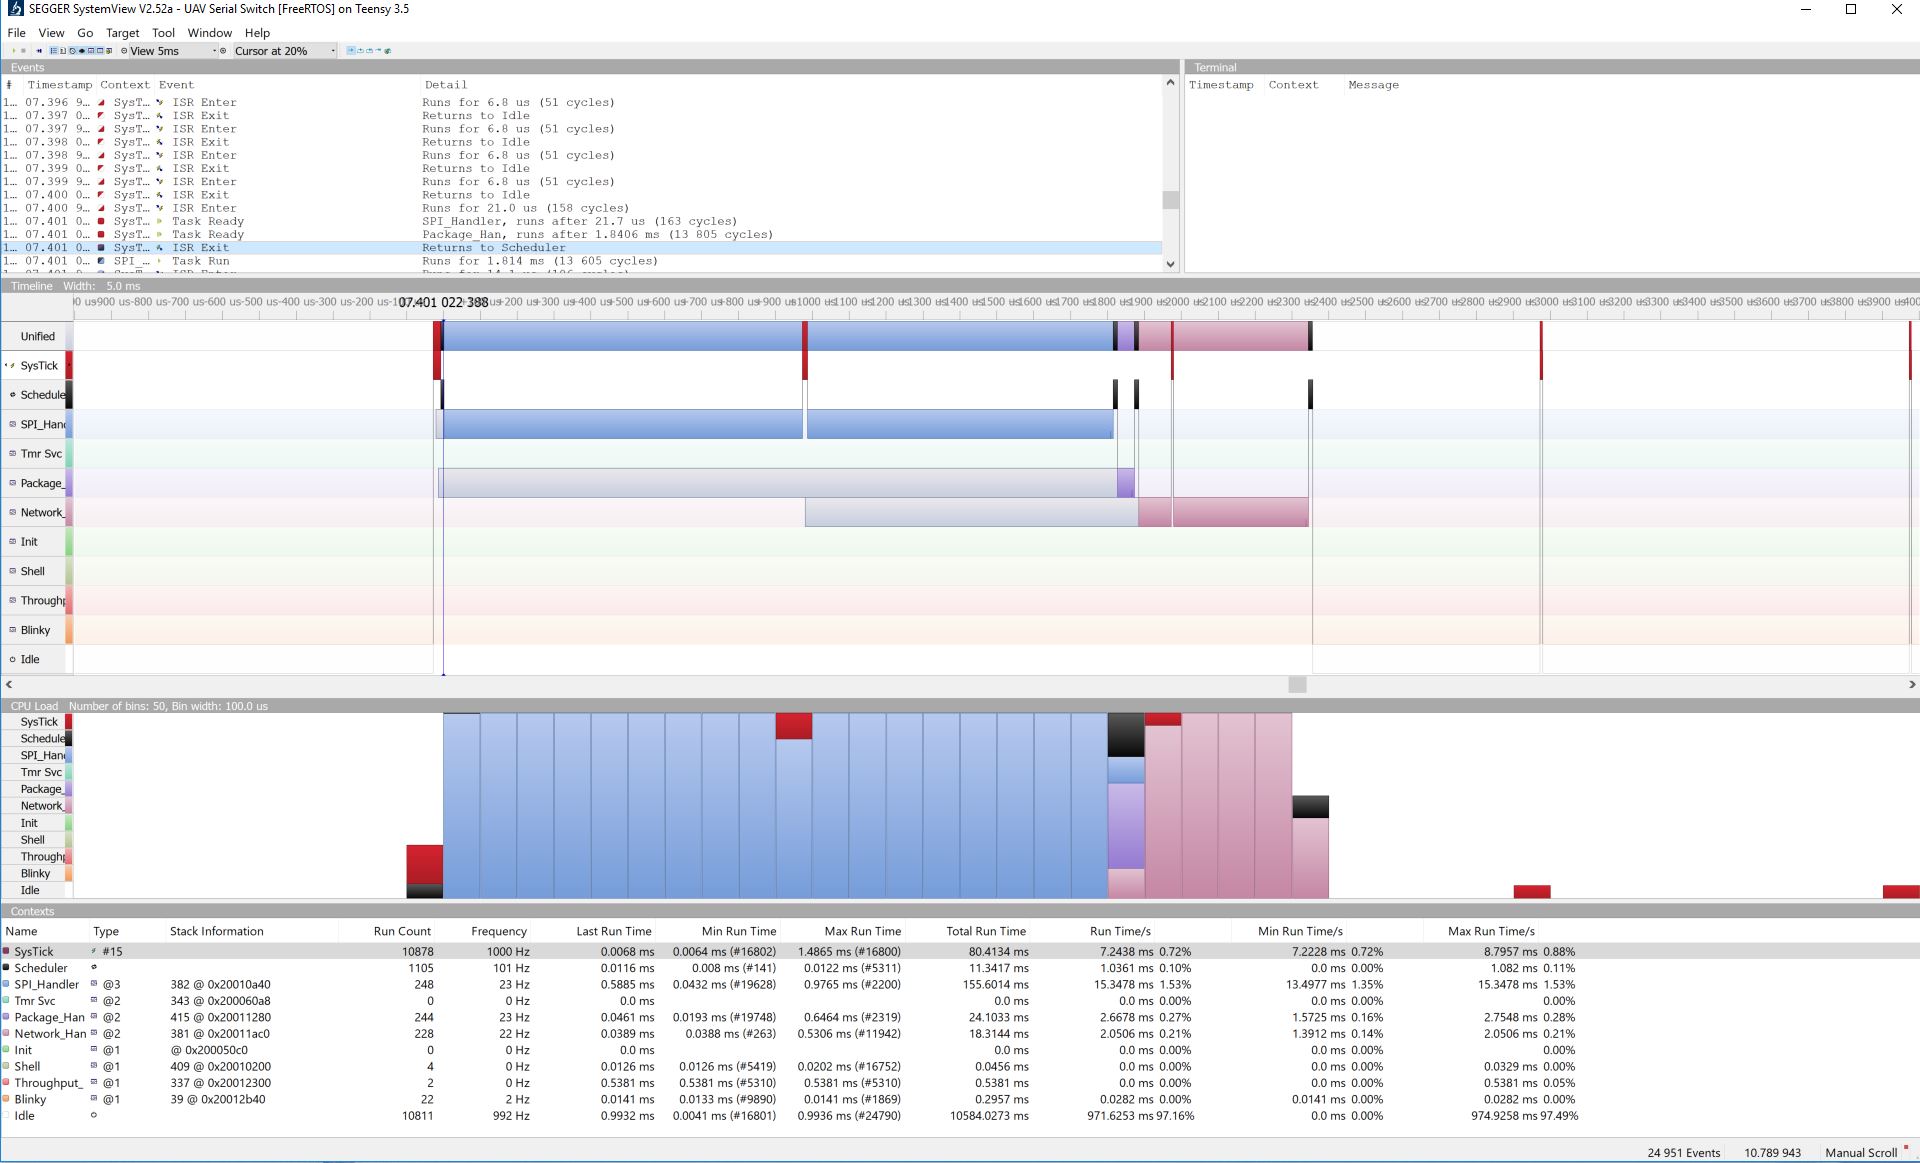 SEGGER SystemView V2.52a - UAV Serial Switch [FreeRTOS] on Teensy 3.5
File View Go Target Tool Window Help
View 5ms Cursor at 20%
Events
# Timestamp Context Event Detail
1... 07.396 9... SysT... ISR Enter Runs for 6.8 us (51 cycles)
1... 07.397 0... SysT... ISR Exit Returns to Idle
1... 07.397 9... SysT... ISR Enter Runs for 6.8 us (51 cycles)
1... 07.398 0... SysT... ISR Exit Returns to Idle
1... 07.398 9... SysT... ISR Enter Runs for 6.8 us (51 cycles)
1... 07.399 0... SysT... ISR Exit Returns to Idle
1... 07.399 9... SysT... ISR Enter Runs for 6.8 us (51 cycles)
1... 07.400 0... SysT... ISR Exit Returns to Idle
1... 07.400 9... SysT... ISR Enter Runs for 21.0 us (158 cycles)
1... 07.401 0... SysT... Task Ready SPI_Handler, runs after 21.7 us (163 cycles)
1... 07.401 0... SysT... Task Ready Package_Han, runs after 1.8406 ms (13 805 cycles)
1... 07.401 0... SysT... ISR Exit Returns to Scheduler
1... 07.401 0... SPI_... Task Run Runs for 1.814 ms (13 605 cycles)
Terminal
Timestamp Context Message
Timeline Width: 5.0 ms
07.401 022 388
Unified
SysTick
Schedule
SPI_Han
Tmr Svc
Package_
Network_
Init
Shell
Through
Blinky
Idle
CPU Load Number of bins: 50, Bin width: 100.0 us
SysTick
Schedule
SPI_Han
Tmr Svc
Package_
Network_
Init
Shell
Through
Blinky
Idle
Contexts
Name Type Stack Information Run Count Frequency Last Run Time Min Run Time Max Run Time Total Run Time Run Time/s Min Run Time/s Max Run Time/s
SysTick #15 10878 1000 Hz 0.0068 ms 0.0064 ms (#16802) 1.4865 ms (#16800) 80.4134 ms 7.2438 ms 0.72% 7.2228 ms 0.72% 8.7957 ms 0.88%
Scheduler 1105 101 Hz 0.0116 ms 0.008 ms (#141) 0.0122 ms (#5311) 11.3417 ms 1.0361 ms 0.10% 0.0 ms 0.00% 1.082 ms 0.11%
SPI_Handler @3 382 @ 0x20010a40 248 23 Hz 0.5885 ms 0.0432 ms (#19628) 0.9765 ms (#2200) 155.6014 ms 15.3478 ms 1.53% 13.4977 ms 1.35% 15.3478 ms 1.53%
Tmr Svc @2 343 @ 0x200060a8 0 0 Hz 0.0 ms 0.0 ms 0.0 ms 0.00% 0.0 ms 0.00% 0.00%
Package_Han @2 415 @ 0x20011280 244 23 Hz 0.0461 ms 0.0193 ms (#19748) 0.6464 ms (#2319) 24.1033 ms 2.6678 ms 0.27% 1.5725 ms 0.16% 2.7548 ms 0.28%
Network_Han @2 381 @ 0x20011ac0 228 22 Hz 0.0389 ms 0.0388 ms (#263) 0.5306 ms (#11942) 18.3144 ms 2.0506 ms 0.21% 1.3912 ms 0.14% 2.0506 ms 0.21%
Init @1 @ 0x200050c0 0 0 Hz 0.0 ms 0.0 ms 0.0 ms 0.00% 0.0 ms 0.00% 0.00%
Shell @1 409 @ 0x20010200 4 0 Hz 0.0126 ms 0.0126 ms (#5419) 0.0202 ms (#16752) 0.0456 ms 0.0 ms 0.00% 0.0 ms 0.00% 0.0329 ms 0.00%
Throughput_ @1 337 @ 0x20012300 2 0 Hz 0.5381 ms 0.5381 ms (#5310) 0.5381 ms (#5310) 0.5381 ms 0.0 ms 0.00% 0.0 ms 0.00% 0.5381 ms 0.05%
Blinky @1 39 @ 0x20012b40 22 2 Hz 0.0141 ms 0.0133 ms (#9890) 0.0141 ms (#1869) 0.2957 ms 0.0282 ms 0.00% 0.0141 ms 0.00% 0.0282 ms 0.00%
Idle 10811 992 Hz 0.9932 ms 0.0041 ms (#16801) 0.9936 ms (#24790) 10584.0273 ms 971.6253 ms 97.16% 0.0 ms 0.00% 974.9258 ms 97.49%
24 951 Events 10.789 943 Manual Scroll